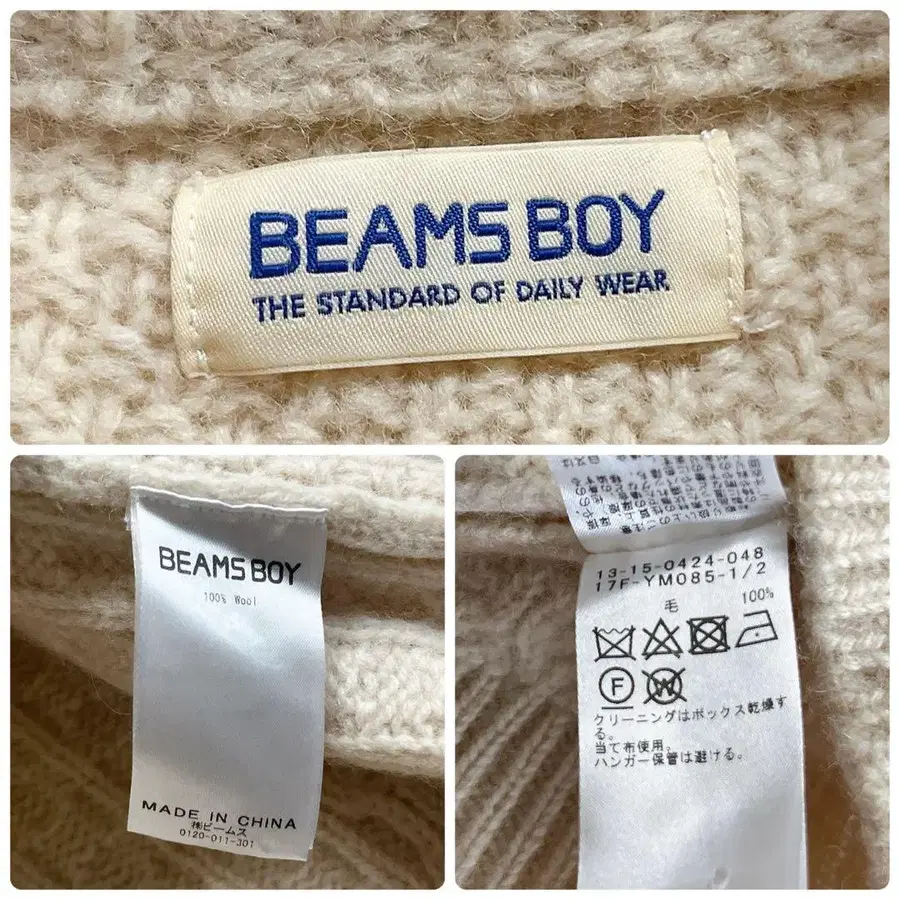 BEAMS BOY
THE STANDARD OF DAILY WEAR
BEAMS BOY
100% Wool
MADE IN CHINA
㈱ビームス
0120-011-301
13-15-0424-048
17F-YM085-1/2
毛 100%
F W
クリーニングはボックス乾燥す
る。
当て布使用。
ハンガー保管は避ける。